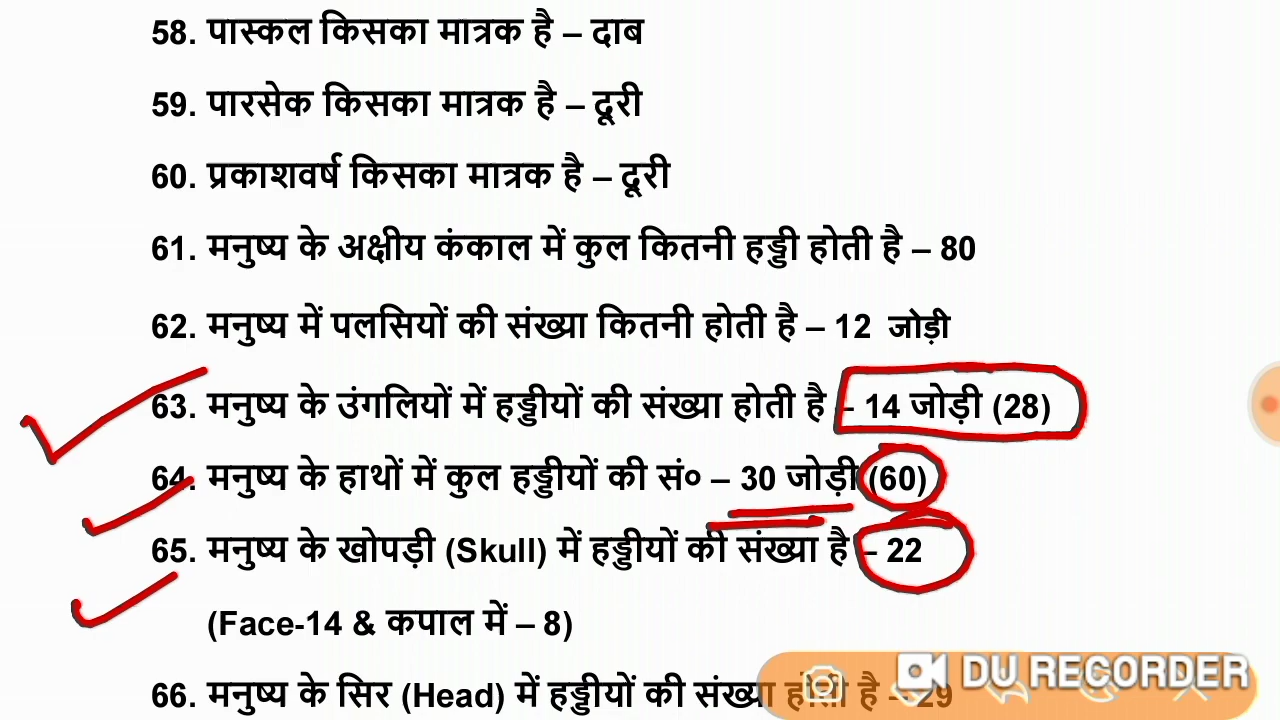 58. पास्कल किसका मात्रक है – दाब
59. पारसेक किसका मात्रक है – दूरी
60. प्रकाशवर्ष किसका मात्रक है – दूरी
61. मनुष्य के अक्षीय कंकाल में कुल कितनी हड्डी होती है – 80
62. मनुष्य में पलसियों की संख्या कितनी होती है – 12 जोड़ी
63. मनुष्य के उंगलियों में हड्डीयों की संख्या होती है – 14 जोड़ी (28)
64. मनुष्य के हाथों में कुल हड्डीयों की सं० – 30 जोड़ी (60)
65. मनुष्य के खोपड़ी (Skull) में हड्डीयों की संख्या है – 22
(Face-14 & कपाल में – 8)
66. मनुष्य के सिर (Head) में हड्डीयों की संख्या होती है – 29
DU RECORDER